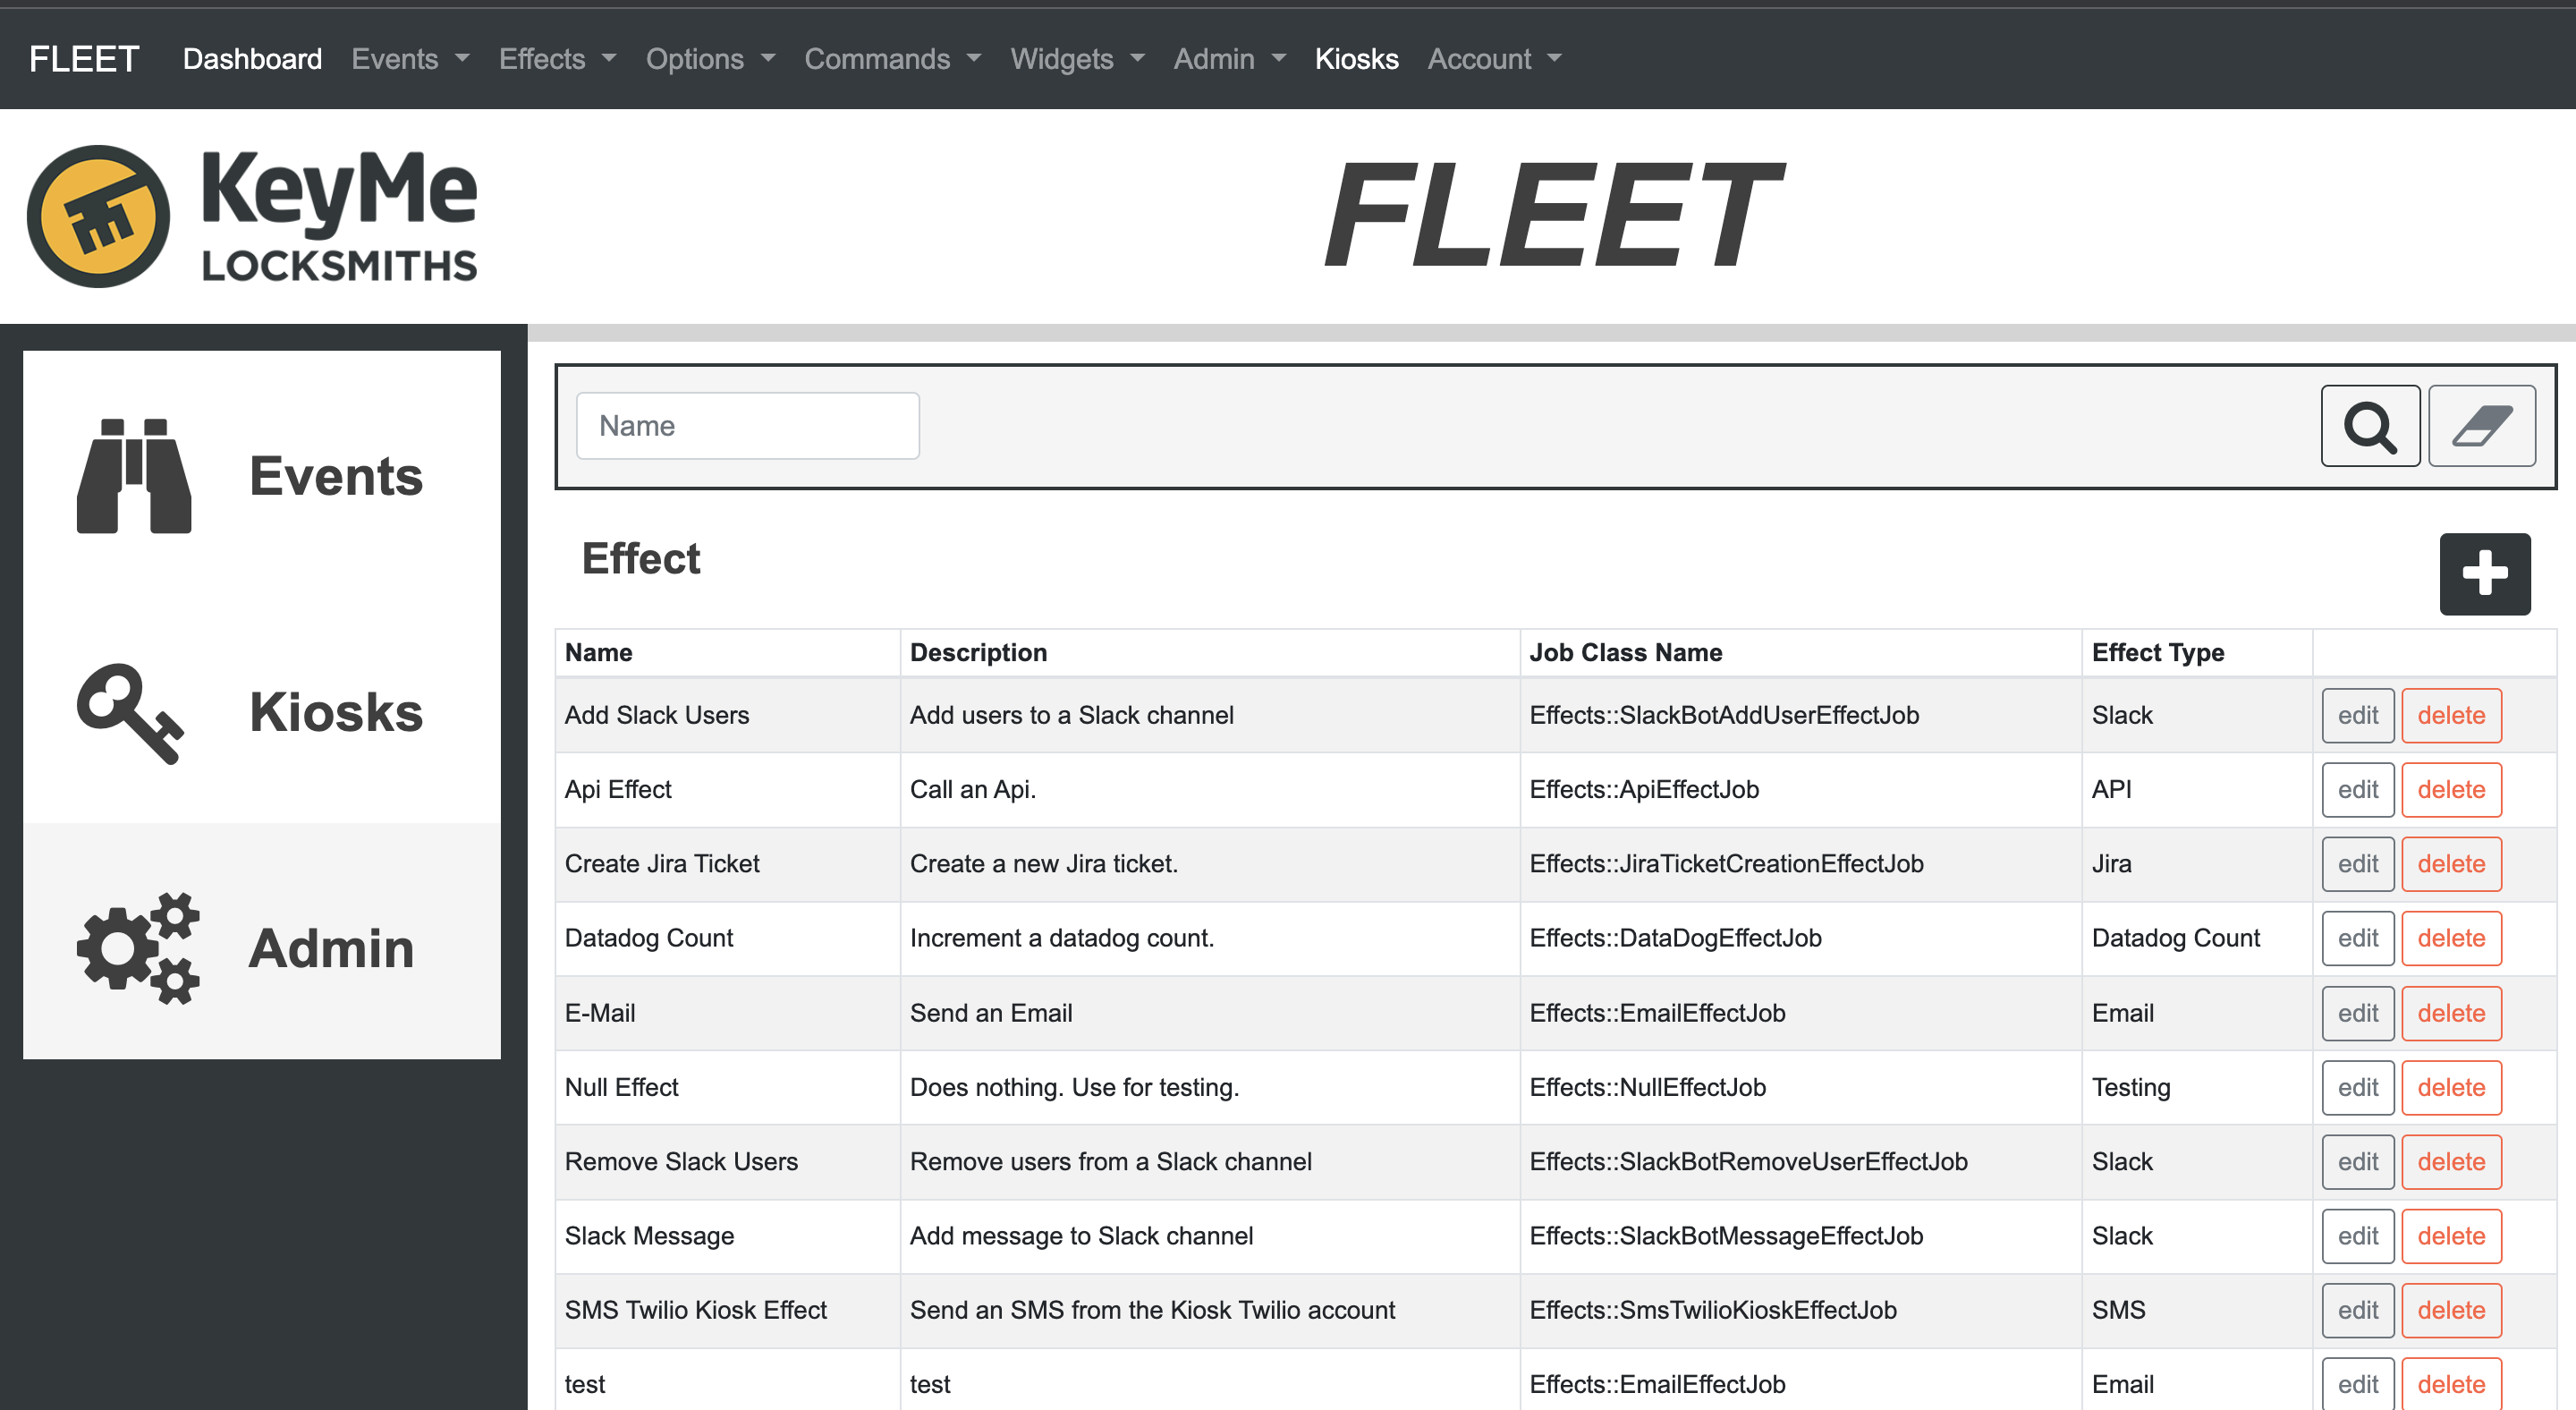 FLEET Dashboard Events Effects Options Commands Widgets Admin Kiosks Account
KeyMe
LOCKSMITHS
FLEET
Events
Kiosks
Admin
Name
Effect
Name Description Job Class Name Effect Type
Add Slack Users Add users to a Slack channel Effects::SlackBotAddUserEffectJob Slack edit delete
Api Effect Call an Api. Effects::ApiEffectJob API edit delete
Create Jira Ticket Create a new Jira ticket. Effects::JiraTicketCreationEffectJob Jira edit delete
Datadog Count Increment a datadog count. Effects::DataDogEffectJob Datadog Count edit delete
E-Mail Send an Email Effects::EmailEffectJob Email edit delete
Null Effect Does nothing. Use for testing. Effects::NullEffectJob Testing edit delete
Remove Slack Users Remove users from a Slack channel Effects::SlackBotRemoveUserEffectJob Slack edit delete
Slack Message Add message to Slack channel Effects::SlackBotMessageEffectJob Slack edit delete
SMS Twilio Kiosk Effect Send an SMS from the Kiosk Twilio account Effects::SmsTwilioKioskEffectJob SMS edit delete
test test Effects::EmailEffectJob Email edit delete